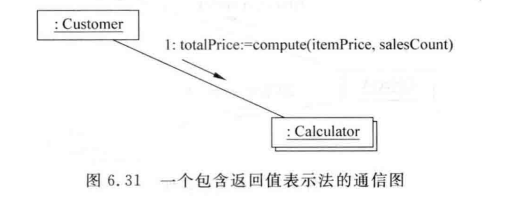 : Customer
1: totalPrice:=compute(itemPrice, salesCount)
: Calculator
图 6.31 一个包含返回值表示法的通信图